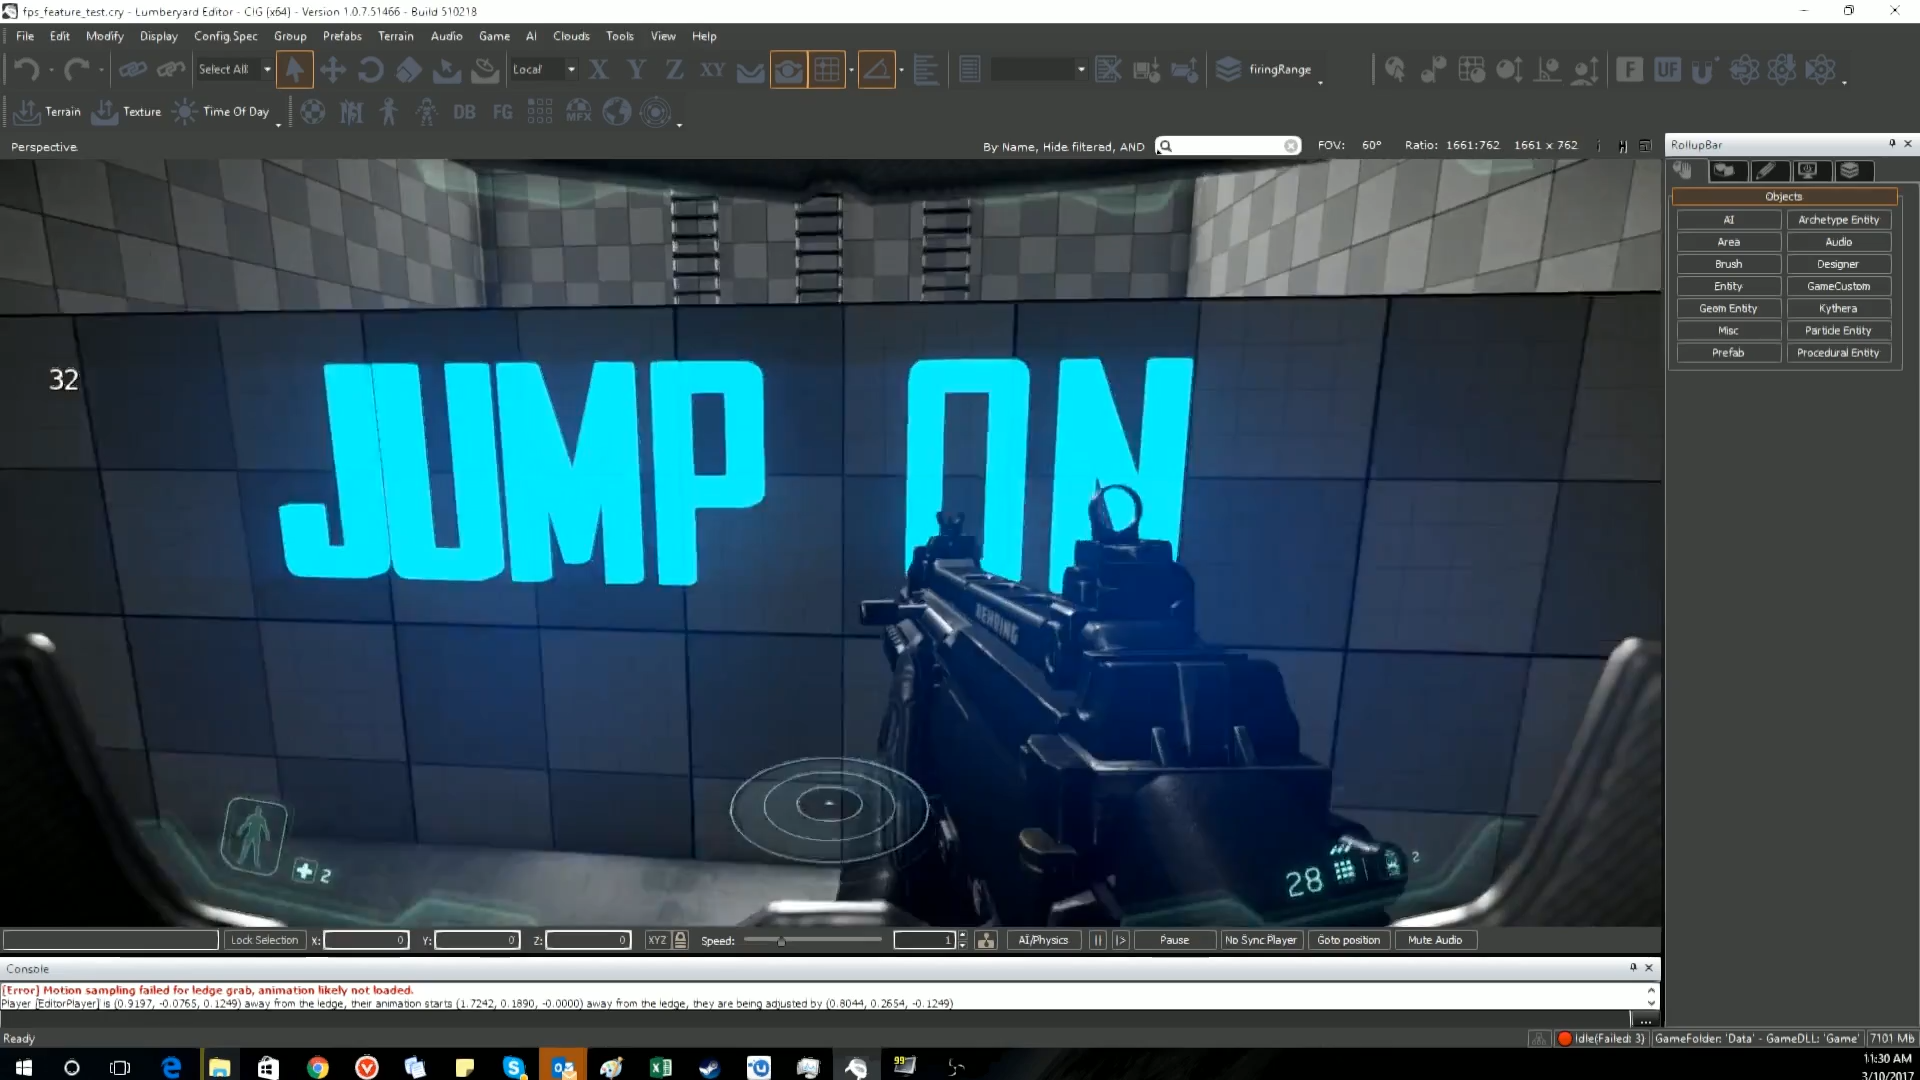 fps_feature_test.cry - Lumberyard Editor - CIG (x64) - Version 1.0.7.51466 - Build 510218
File Edit Modify Display Config Spec Group Prefabs Terrain Audio Game AI Clouds Tools View Help
Select All Local X Y Z XY firingRange F UF
Terrain Texture Time Of Day DB FG MFX
Perspective By Name, Hide filtered, AND FOV: 60° Ratio: 1661:762 1661 x 762
RollupBar
Objects
AI Archetype Entity
Area Audio
Brush Designer
Entity GameCustom
Geom Entity Kythera
Misc Particle Entity
Prefab Procedural Entity
32
JUMP ON
BEHRING
2
28
2
Lock Selection X: 0 Y: 0 Z: 0 XYZ Speed: 1 AI/Physics Pause No Sync Player Goto position Mute Audio
Console
[Error] Motion sampling failed for ledge grab, animation likely not loaded.
Player [EditorPlayer] is (0.9197, -0.0765, 0.1249) away from the ledge, their animation starts (1.7242, 0.1890, -0.0000) away from the ledge, they are being adjusted by (0.8044, 0.2654, -0.1249)
...
Ready Idle(Failed: 3) GameFolder: 'Data' - GameDLL: 'Game' 7101 Mb
99
11:30 AM
3/10/2017